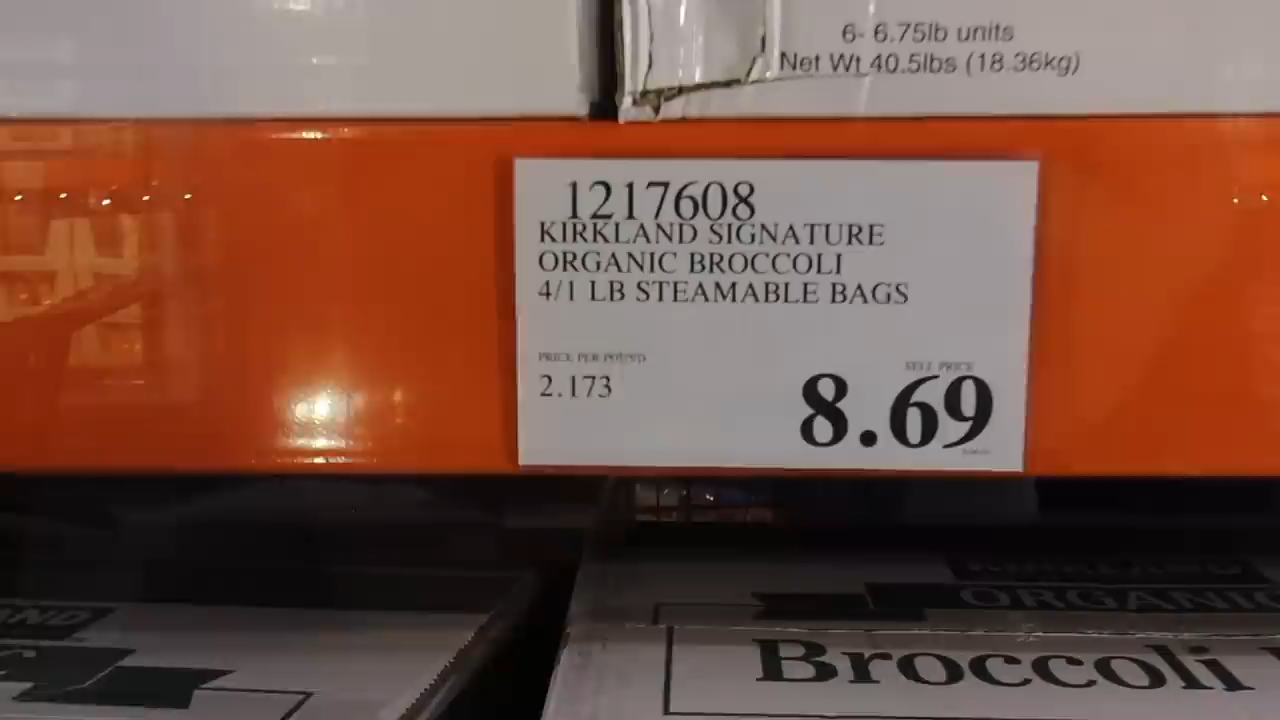 6- 6.75lb units
Net Wt 40.5lbs (18.36kg)
1217608
KIRKLAND SIGNATURE
ORGANIC BROCCOLI
4/1 LB STEAMABLE BAGS
PRICE PER POUND
SELL PRICE
2.173
8.69
ORGANIC
Broccoli